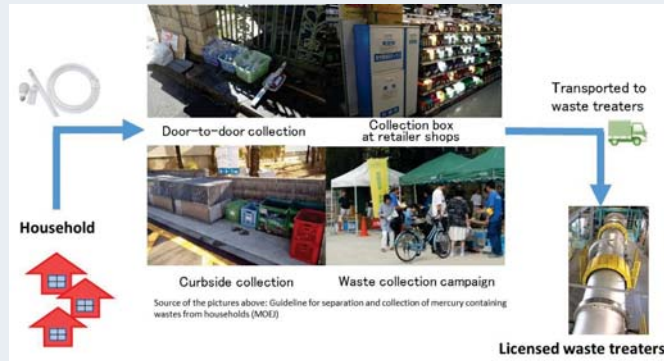 Door-to-door collection
Collection box
at retailer shops
Transported to
waste treaters
Household
Curbside collection
Waste collection campaign
Source of the pictures above: Guideline for separation and collection of mercury containing
wastes from households (MOEJ)
Licensed waste treaters